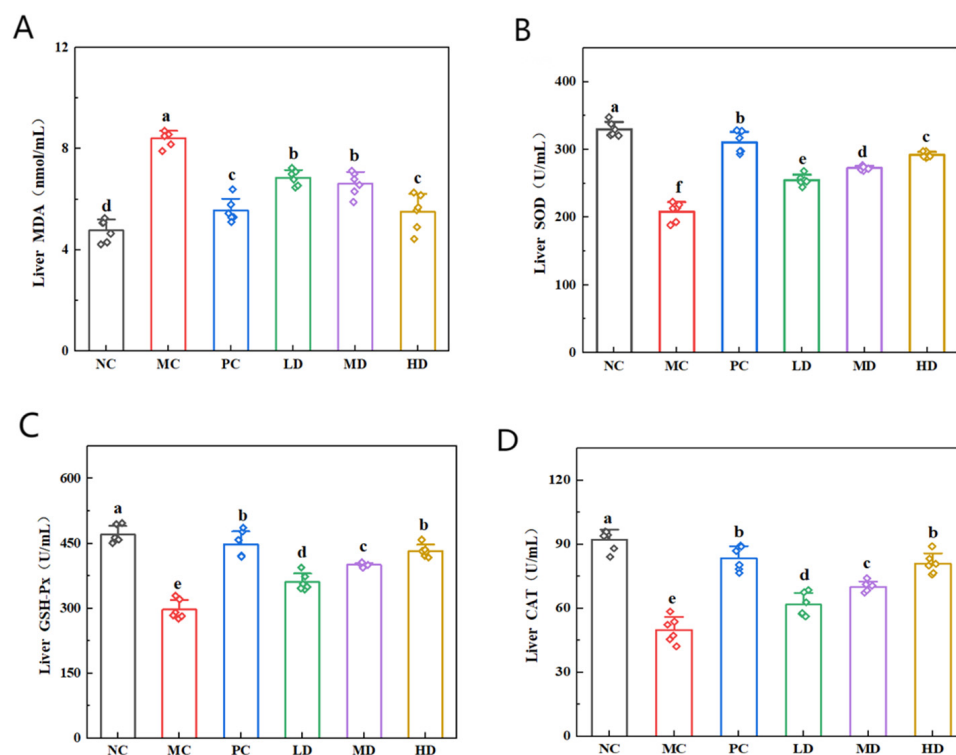 A
Liver MDA（nmol/mL）
12
8
4
0
d
a
c
b
b
c
NC MC PC LD MD HD
B
Liver SOD（U/mL）
400
300
200
100
0
a
f
b
e
d
c
NC MC PC LD MD HD
C
Liver GSH-Px（U/mL）
600
450
300
150
0
a
e
b
d
c
b
NC MC PC LD MD HD
D
Liver CAT（U/mL）
120
90
60
30
0
a
e
b
d
c
b
NC MC PC LD MD HD